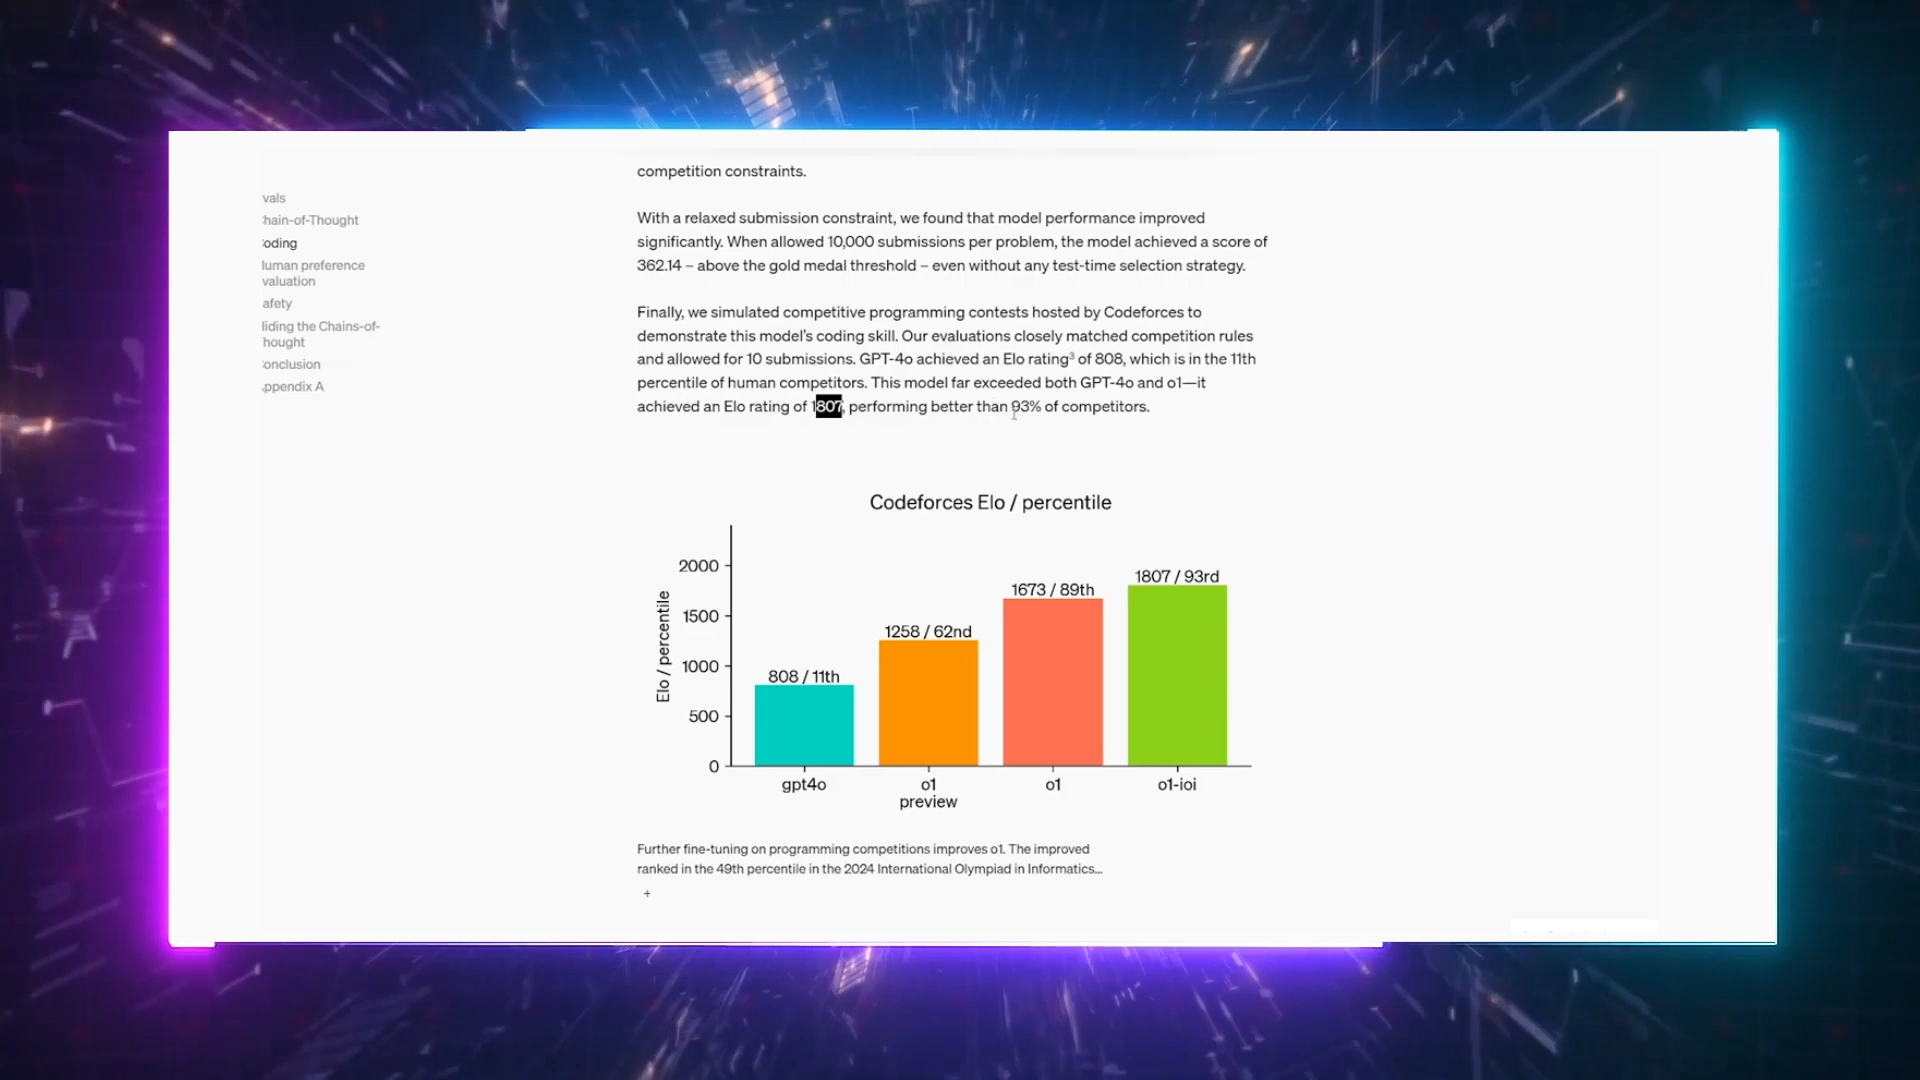 vals
hain-of-Thought
oding
uman preference
valuation
afety
iding the Chains-of-
hought
onclusion
ppendix A
competition constraints.
With a relaxed submission constraint, we found that model performance improved
significantly. When allowed 10,000 submissions per problem, the model achieved a score of
362.14 – above the gold medal threshold – even without any test-time selection strategy.
Finally, we simulated competitive programming contests hosted by Codeforces to
demonstrate this model's coding skill. Our evaluations closely matched competition rules
and allowed for 10 submissions. GPT-4o achieved an Elo rating³ of 808, which is in the 11th
percentile of human competitors. This model far exceeded both GPT-4o and o1—it
achieved an Elo rating of 1807, performing better than 93% of competitors.
Codeforces Elo / percentile
Elo / percentile
2000
1500
1000
500
0
808 / 11th
1258 / 62nd
1673 / 89th
1807 / 93rd
gpt4o
o1
preview
o1
o1-ioi
Further fine-tuning on programming competitions improves o1. The improved
ranked in the 49th percentile in the 2024 International Olympiad in Informatics...
+